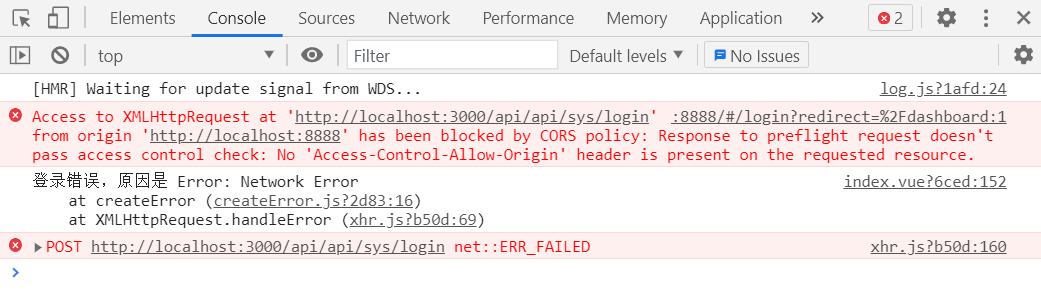 Elements Console Sources Network Performance Memory Application 2
top Filter Default levels No Issues
[HMR] Waiting for update signal from WDS... log.js?1afd:24
Access to XMLHttpRequest at 'http://localhost:3000/api/api/sys/login' :8888/#/login?redirect=%2Fdashboard:1
from origin 'http://localhost:8888' has been blocked by CORS policy: Response to preflight request doesn't
pass access control check: No 'Access-Control-Allow-Origin' header is present on the requested resource.
登录错误，原因是 Error: Network Error index.vue?6ced:152
at createError (createError.js?2d83:16)
at XMLHttpRequest.handleError (xhr.js?b50d:69)
POST http://localhost:3000/api/api/sys/login net::ERR_FAILED xhr.js?b50d:160